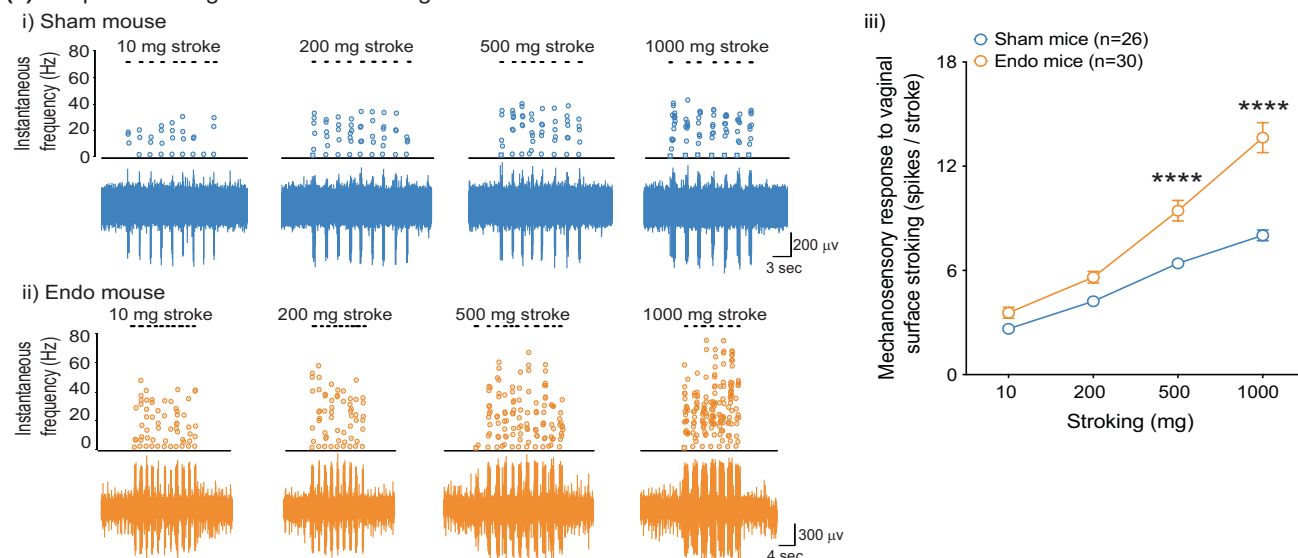 i) Sham mouse
10 mg stroke
200 mg stroke
500 mg stroke
1000 mg stroke
Instantaneous
frequency (Hz)
80
60
40
20
0
200 μv
3 sec
ii) Endo mouse
10 mg stroke
200 mg stroke
500 mg stroke
1000 mg stroke
Instantaneous
frequency (Hz)
80
60
40
20
0
300 μv
4 sec
iii)
Sham mice (n=26)
Endo mice (n=30)
Mechanosensory response to vaginal
surface stroking (spikes / stroke)
18
12
6
0
****
****
10
200
500
1000
Stroking (mg)